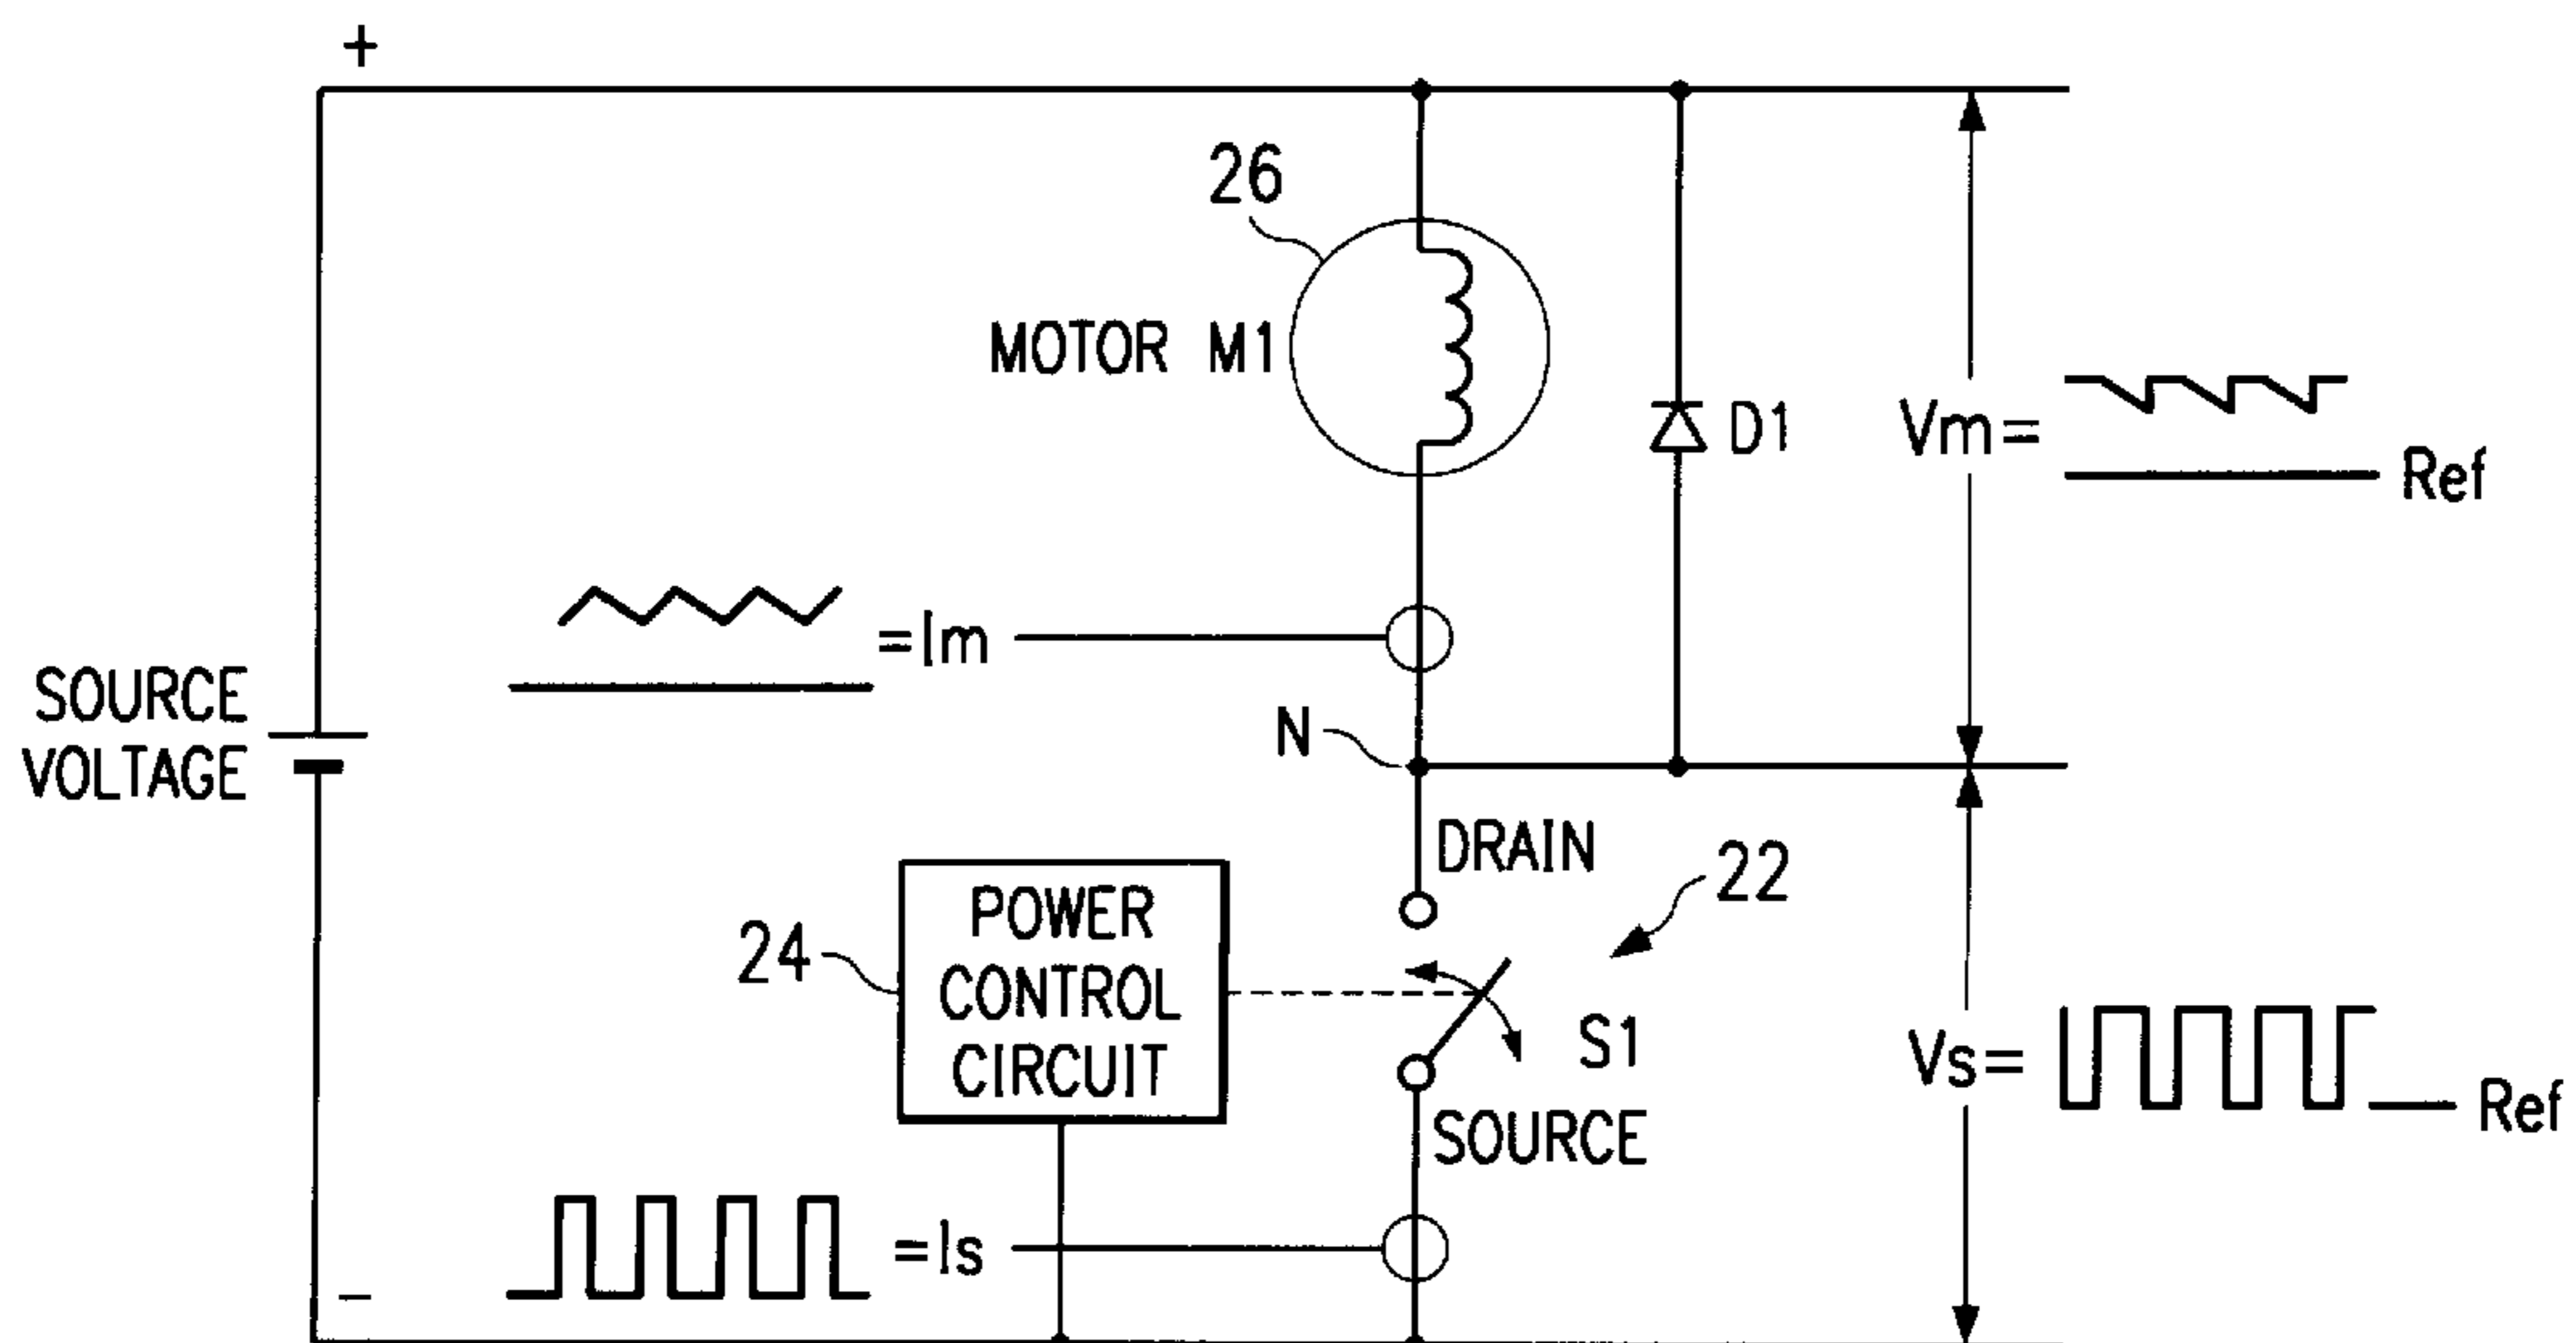 +
26
MOTOR M1
D1
Vm=
Ref
=Im
SOURCE
VOLTAGE
N
DRAIN
22
POWER
CONTROL
CIRCUIT
24
S1
Vs=
Ref
SOURCE
=Is
−